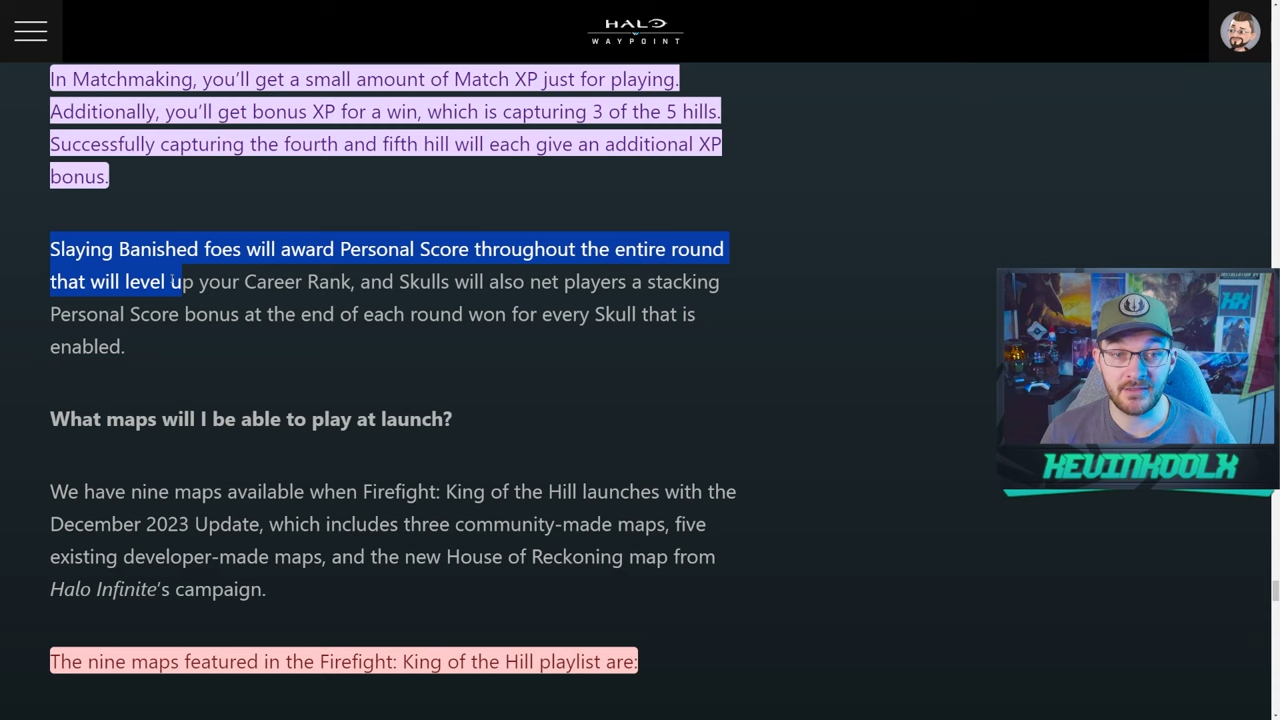 HALO
WAYPOINT
In Matchmaking, you’ll get a small amount of Match XP just for playing.
Additionally, you’ll get bonus XP for a win, which is capturing 3 of the 5 hills.
Successfully capturing the fourth and fifth hill will each give an additional XP
bonus.
Slaying Banished foes will award Personal Score throughout the entire round
that will level up your Career Rank, and Skulls will also net players a stacking
Personal Score bonus at the end of each round won for every Skull that is
enabled.
What maps will I be able to play at launch?
We have nine maps available when Firefight: King of the Hill launches with the
December 2023 Update, which includes three community-made maps, five
existing developer-made maps, and the new House of Reckoning map from
Halo Infinite’s campaign.
The nine maps featured in the Firefight: King of the Hill playlist are:
KEVINKOOLX